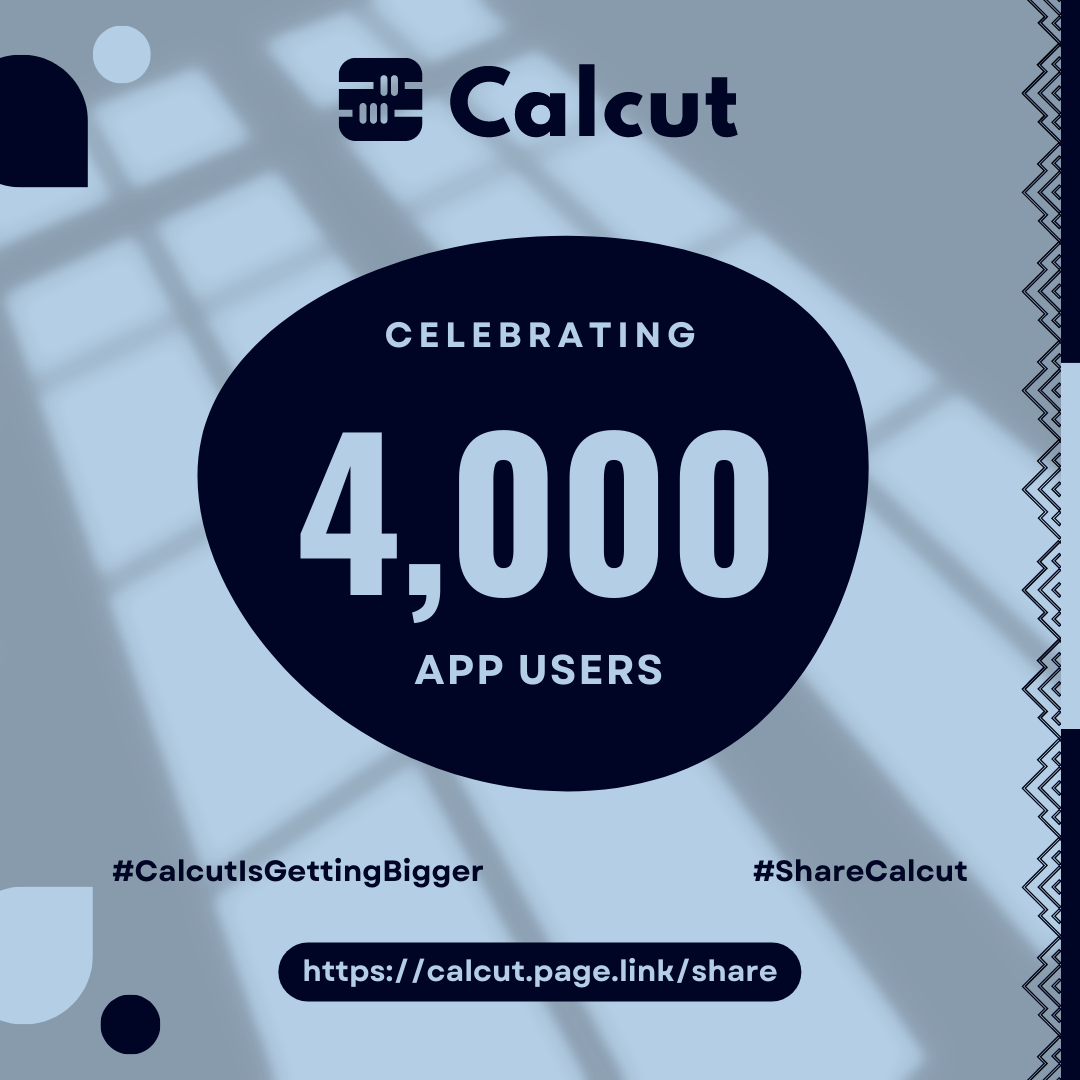 Calcut
CELEBRATING
4,000
APP USERS
#CalcutIsGettingBigger
#ShareCalcut
https://calcut.page.link/share